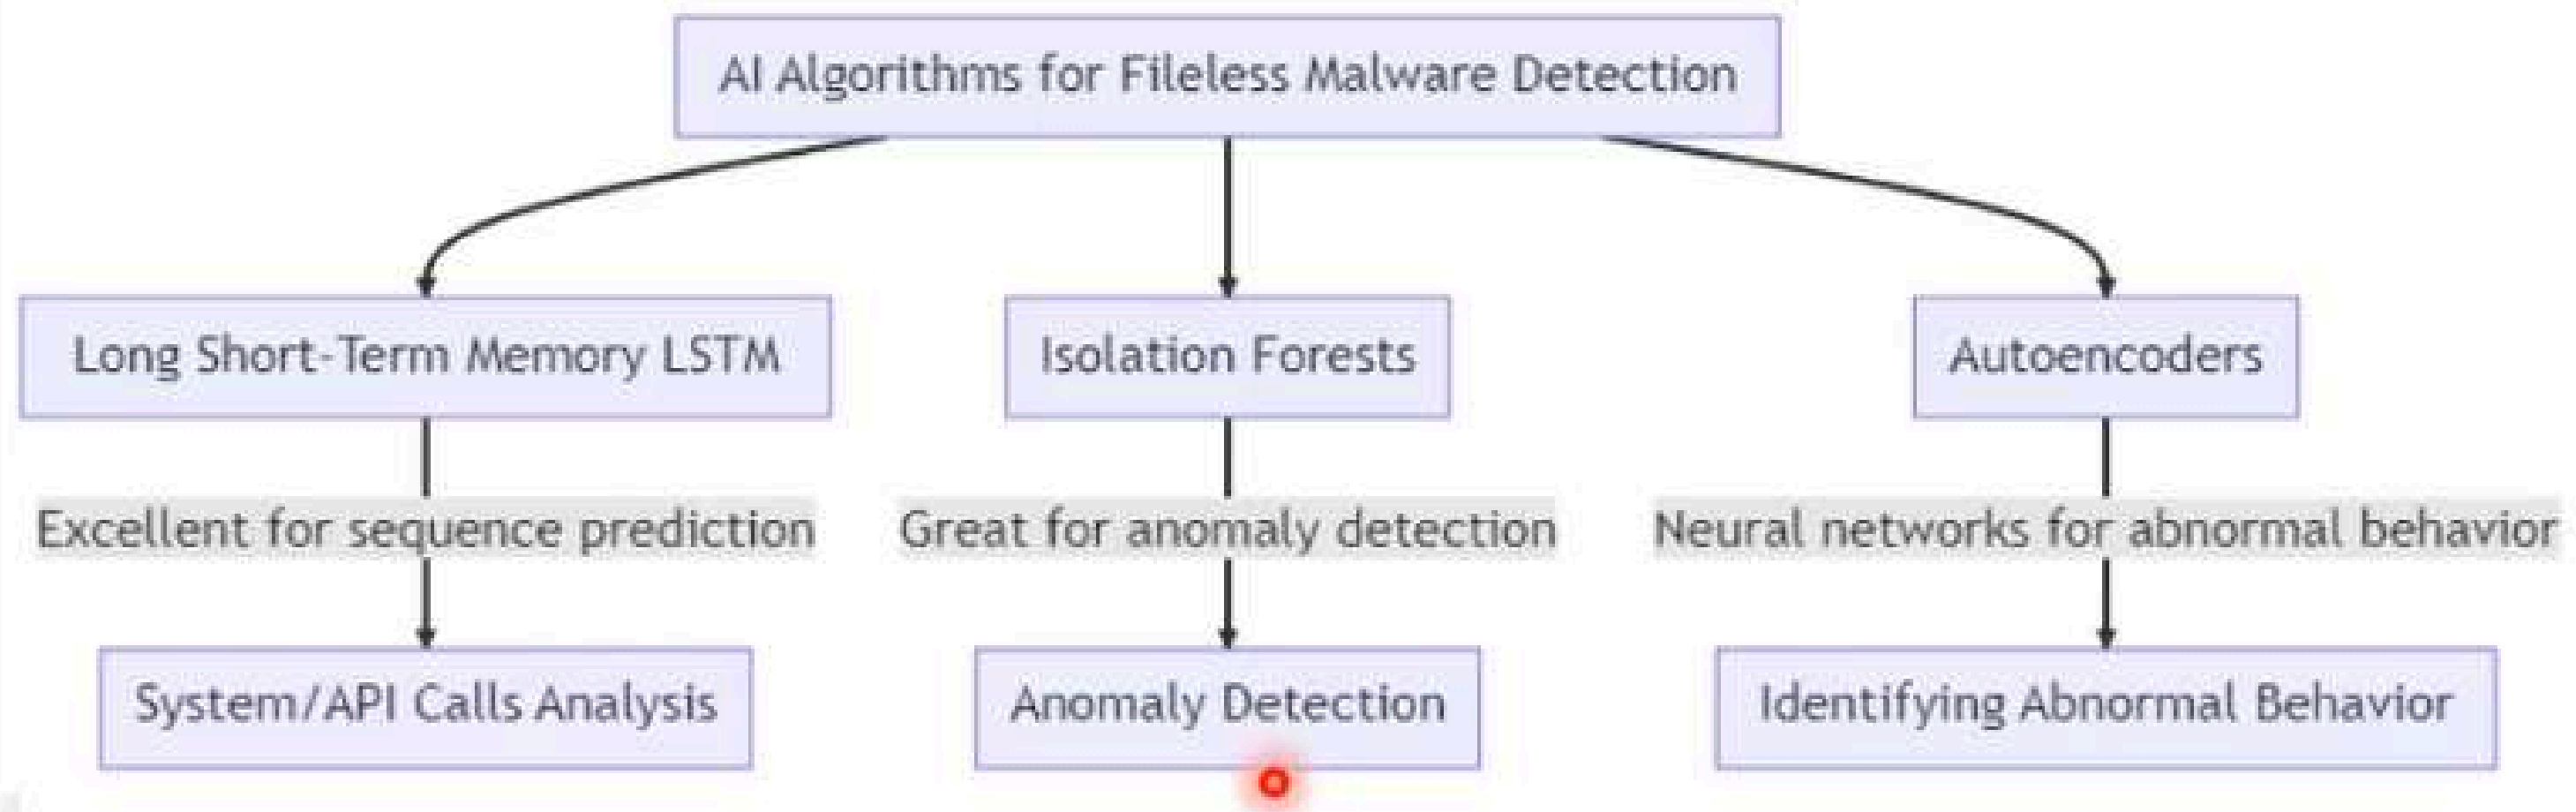 AI Algorithms for Fileless Malware Detection
Long Short-Term Memory LSTM
Isolation Forests
Autoencoders
Excellent for sequence prediction
Great for anomaly detection
Neural networks for abnormal behavior
System/API Calls Analysis
Anomaly Detection
Identifying Abnormal Behavior